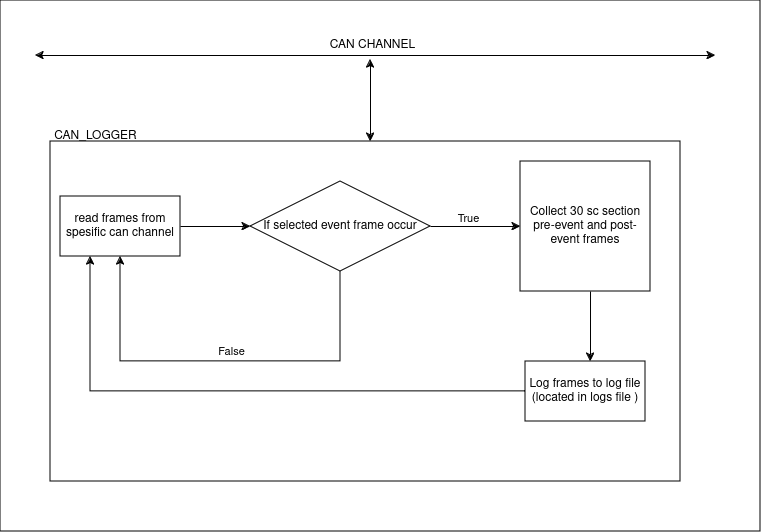 CAN CHANNEL
CAN_LOGGER
read frames from
spesific can channel
If selected event frame occur
True
Collect 30 sc section
pre-event and post-
event frames
False
Log frames to log file
(located in logs file )